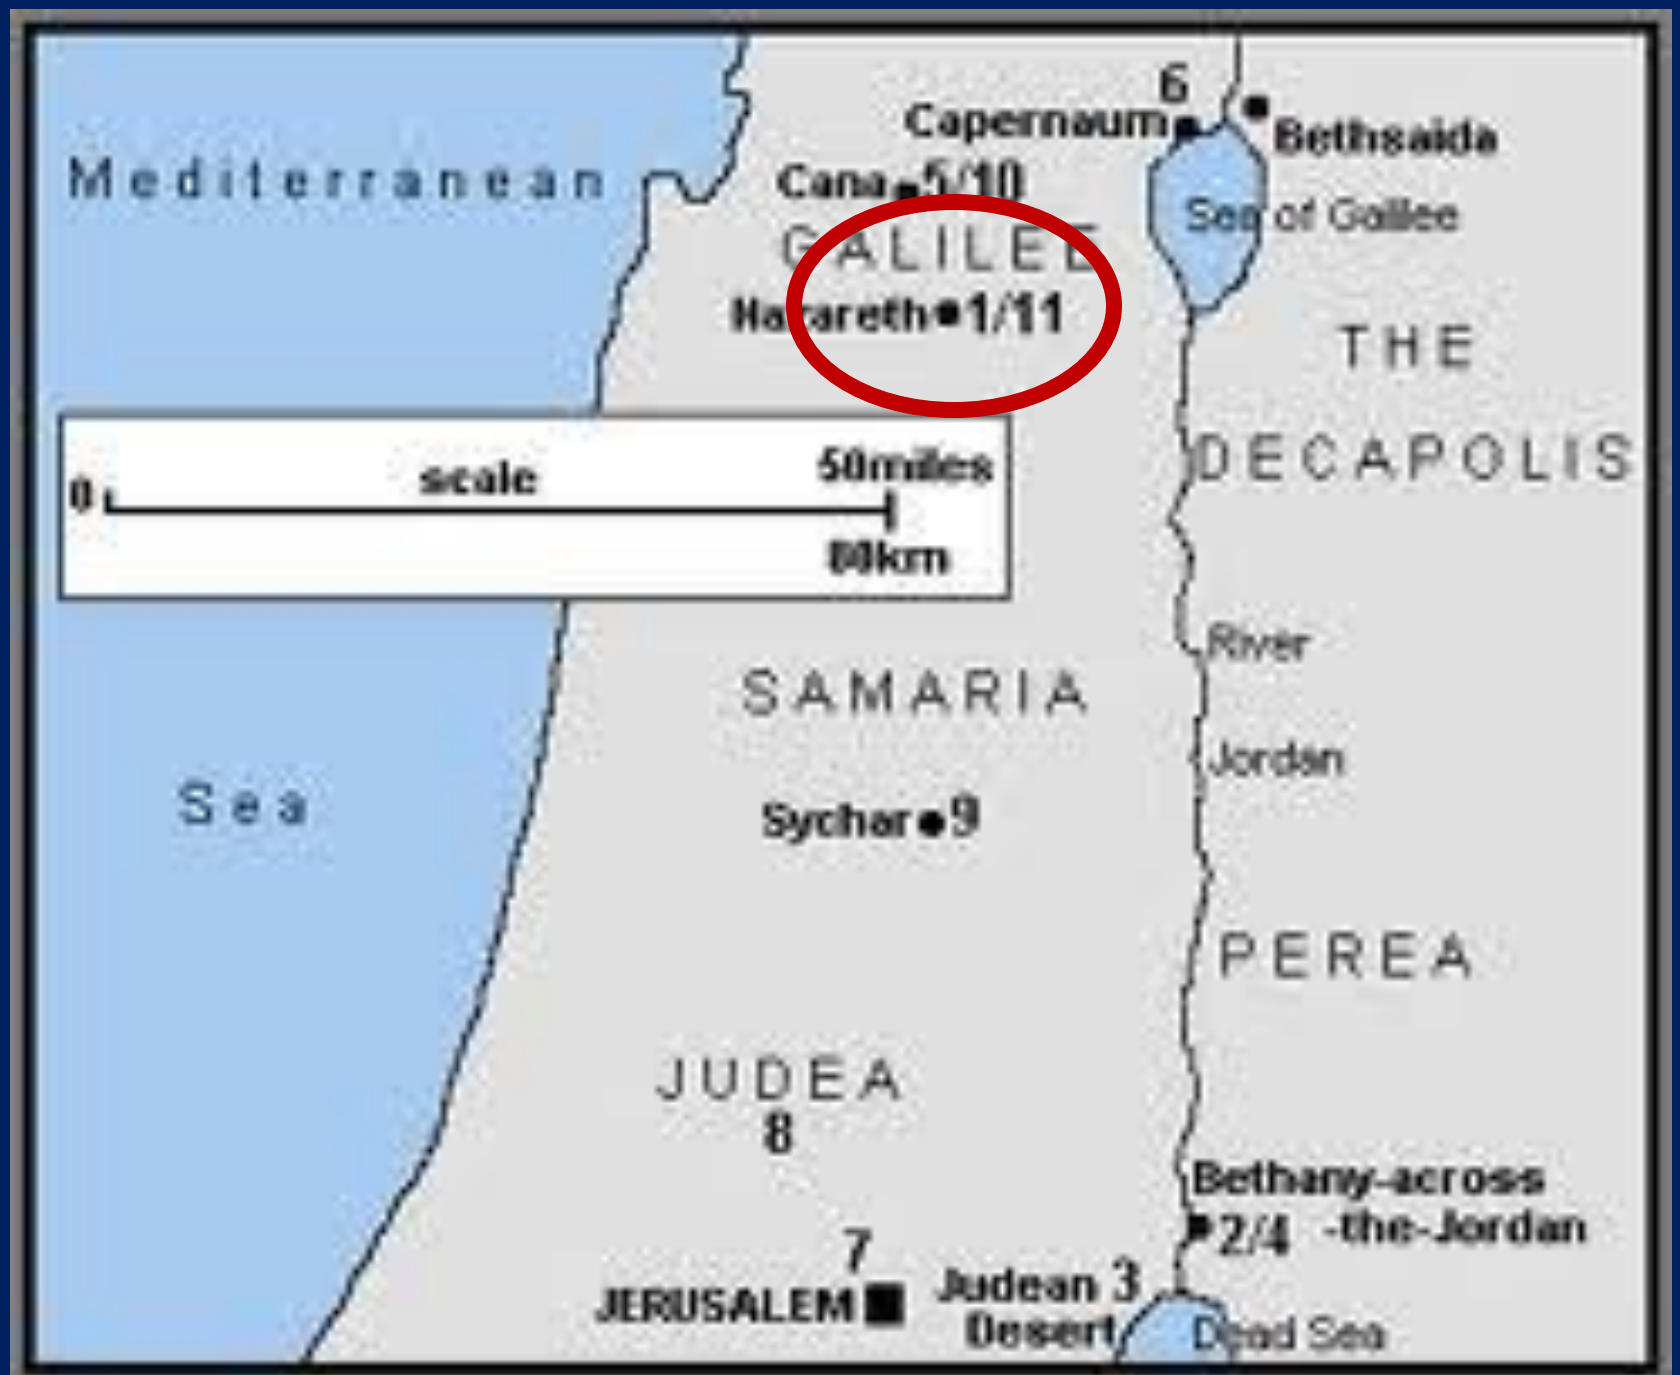 6
Capernaum
Bethsaida
Mediterranean
Cana 5/10
Sea of Galilee
GALILEE
Nazareth 1/11
THE
DECAPOLIS
0 scale 50miles
80km
River
SAMARIA
Jordan
Sea
Sychar 9
PEREA
JUDEA
8
Bethany-across
2/4 -the-Jordan
7
JERUSALEM
Judean 3
Desert
Dead Sea